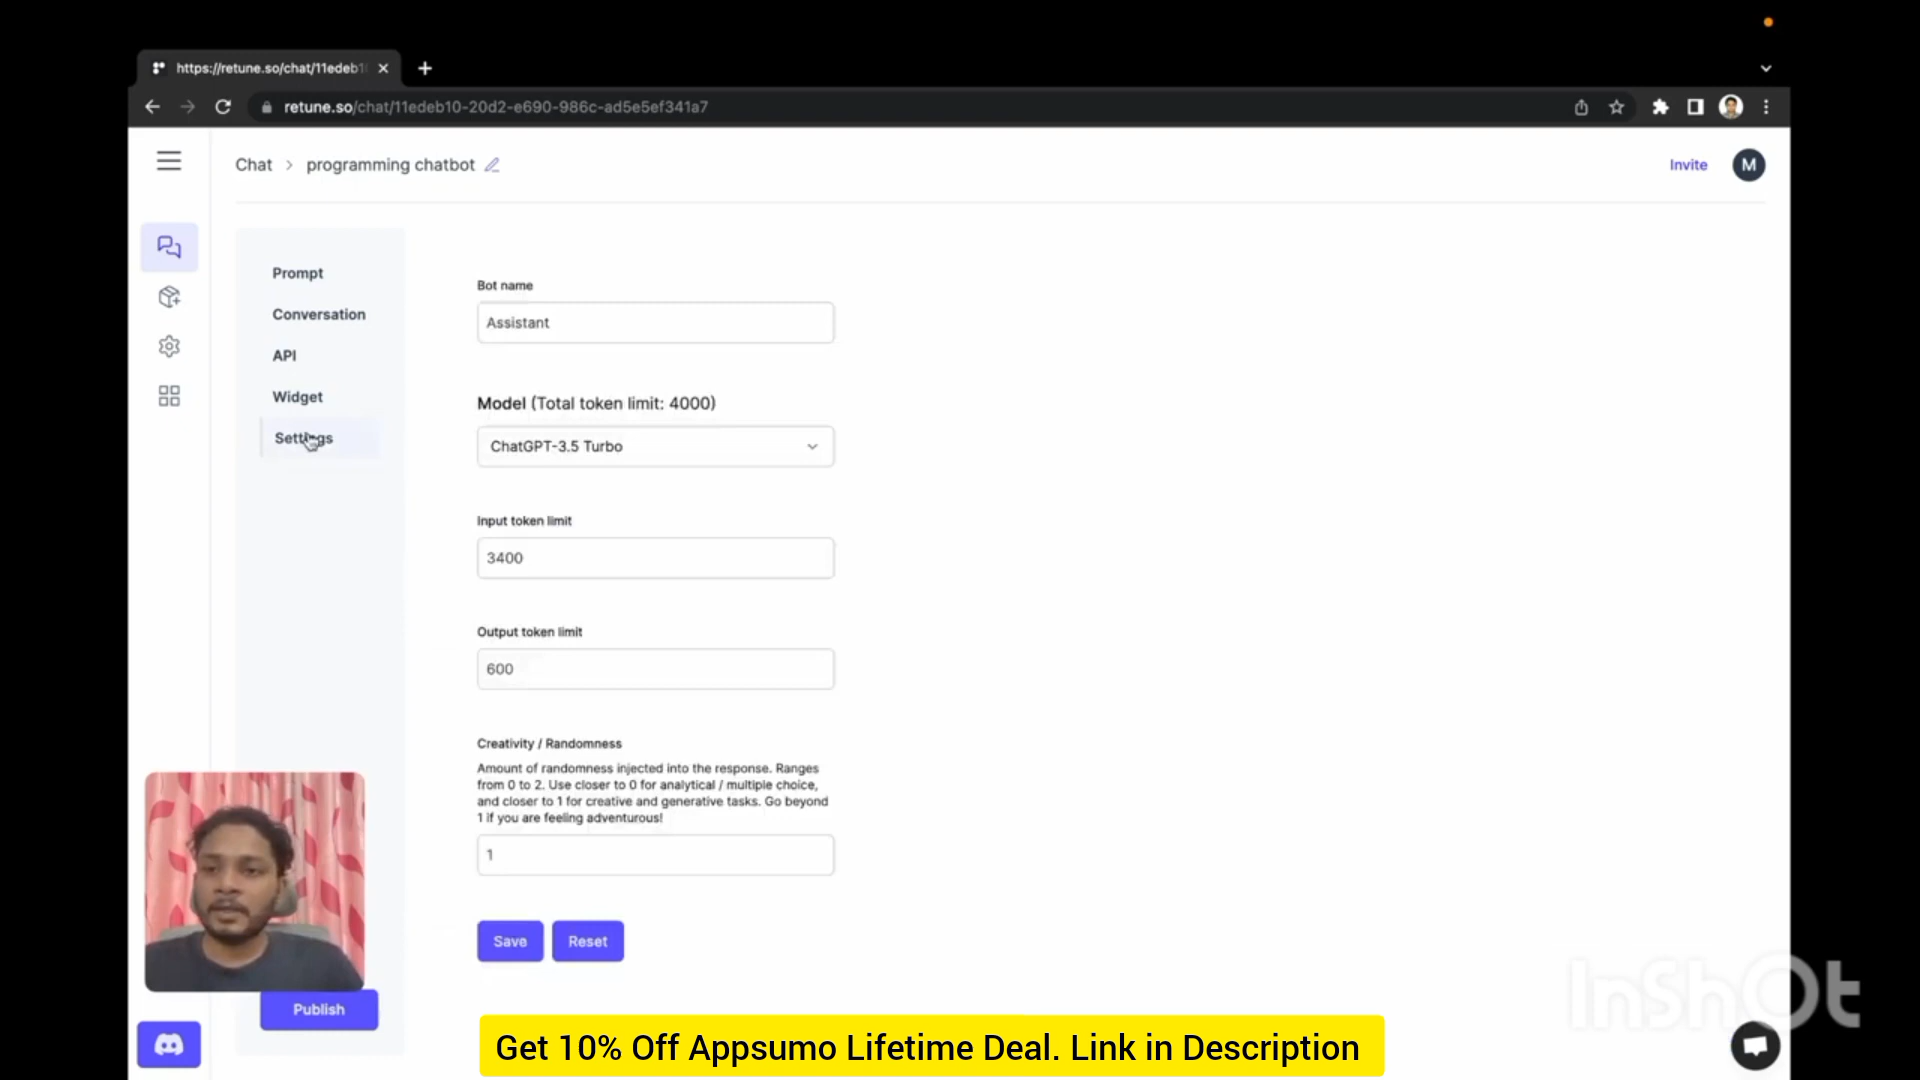 https://retune.so/chat/11edeb1
retune.so/chat/11edeb10-20d2-e690-986c-ad5e5ef341a7
Chat > programming chatbot
Invite
M
Prompt
Conversation
API
Widget
Settings
Bot name
Assistant
Model (Total token limit: 4000)
ChatGPT-3.5 Turbo
Input token limit
3400
Output token limit
600
Creativity / Randomness
Amount of randomness injected into the response. Ranges
from 0 to 2. Use closer to 0 for analytical / multiple choice,
and closer to 1 for creative and generative tasks. Go beyond
1 if you are feeling adventurous!
1
Save
Reset
Publish
InShOt
Get 10% Off Appsumo Lifetime Deal. Link in Description